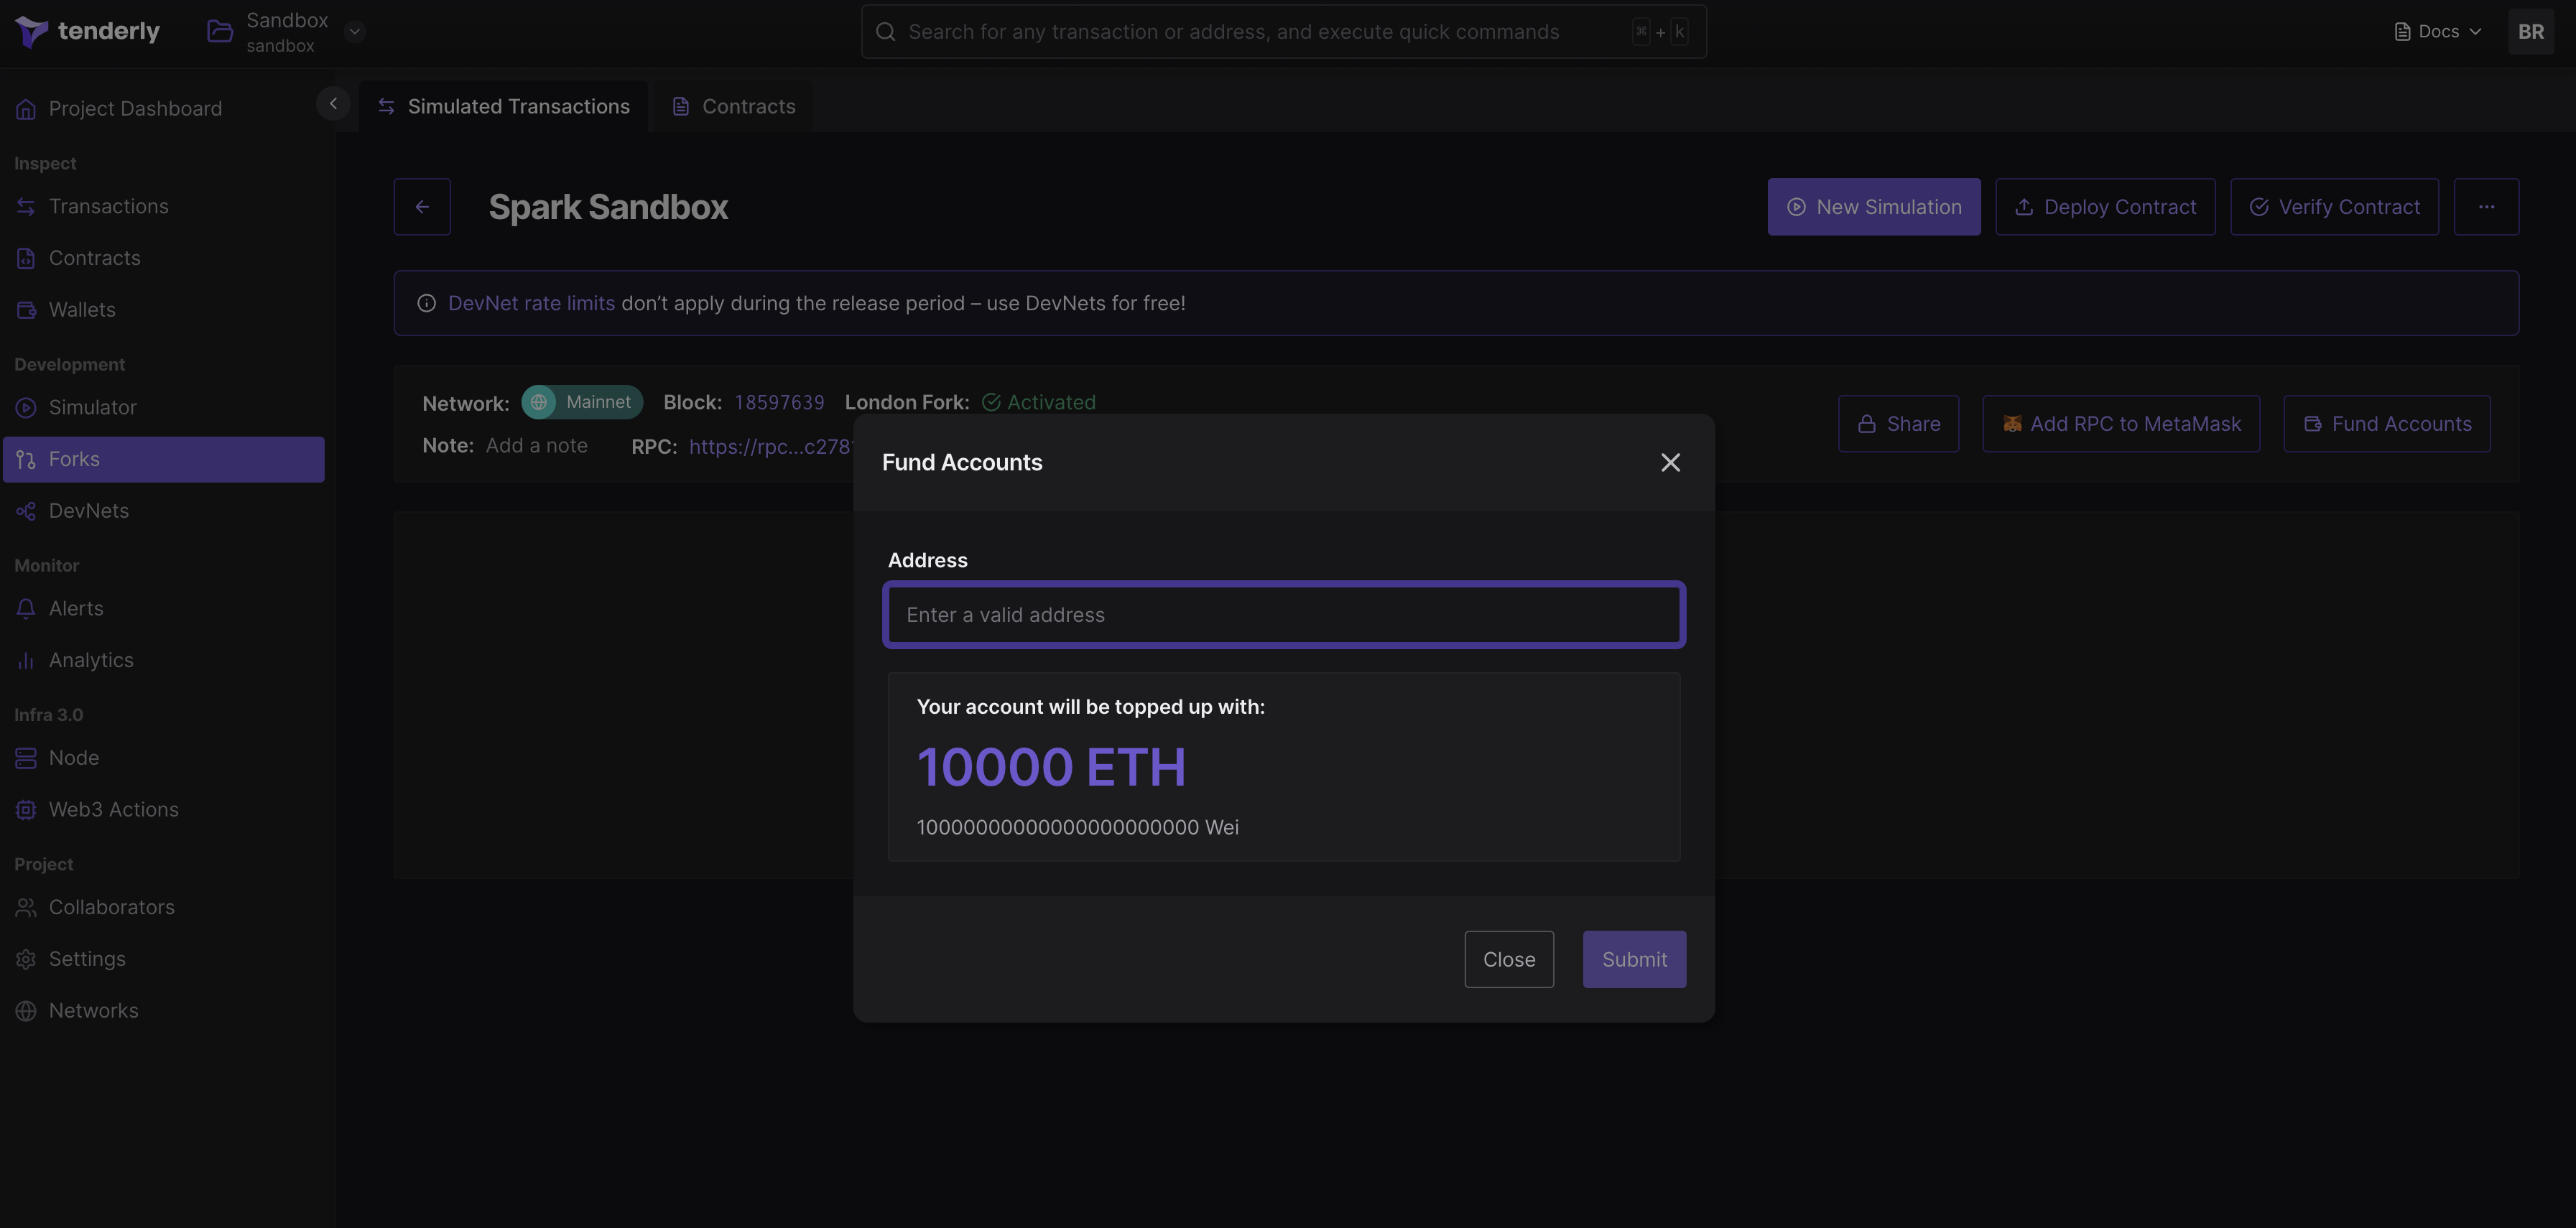 tenderly
Sandbox
sandbox
Search for any transaction or address, and execute quick commands
⌘ + k
Docs
BR
Project Dashboard
Inspect
Transactions
Contracts
Wallets
Development
Simulator
Forks
DevNets
Monitor
Alerts
Analytics
Infra 3.0
Node
Web3 Actions
Project
Collaborators
Settings
Networks
Simulated Transactions
Contracts
Spark Sandbox
New Simulation
Deploy Contract
Verify Contract
DevNet rate limits don’t apply during the release period – use DevNets for free!
Network: Mainnet Block: 18597639 London Fork: Activated
Note: Add a note RPC: https://rpc...c278
Share
Add RPC to MetaMask
Fund Accounts
Fund Accounts
Address
Enter a valid address
Your account will be topped up with:
10000 ETH
10000000000000000000000 Wei
Close
Submit